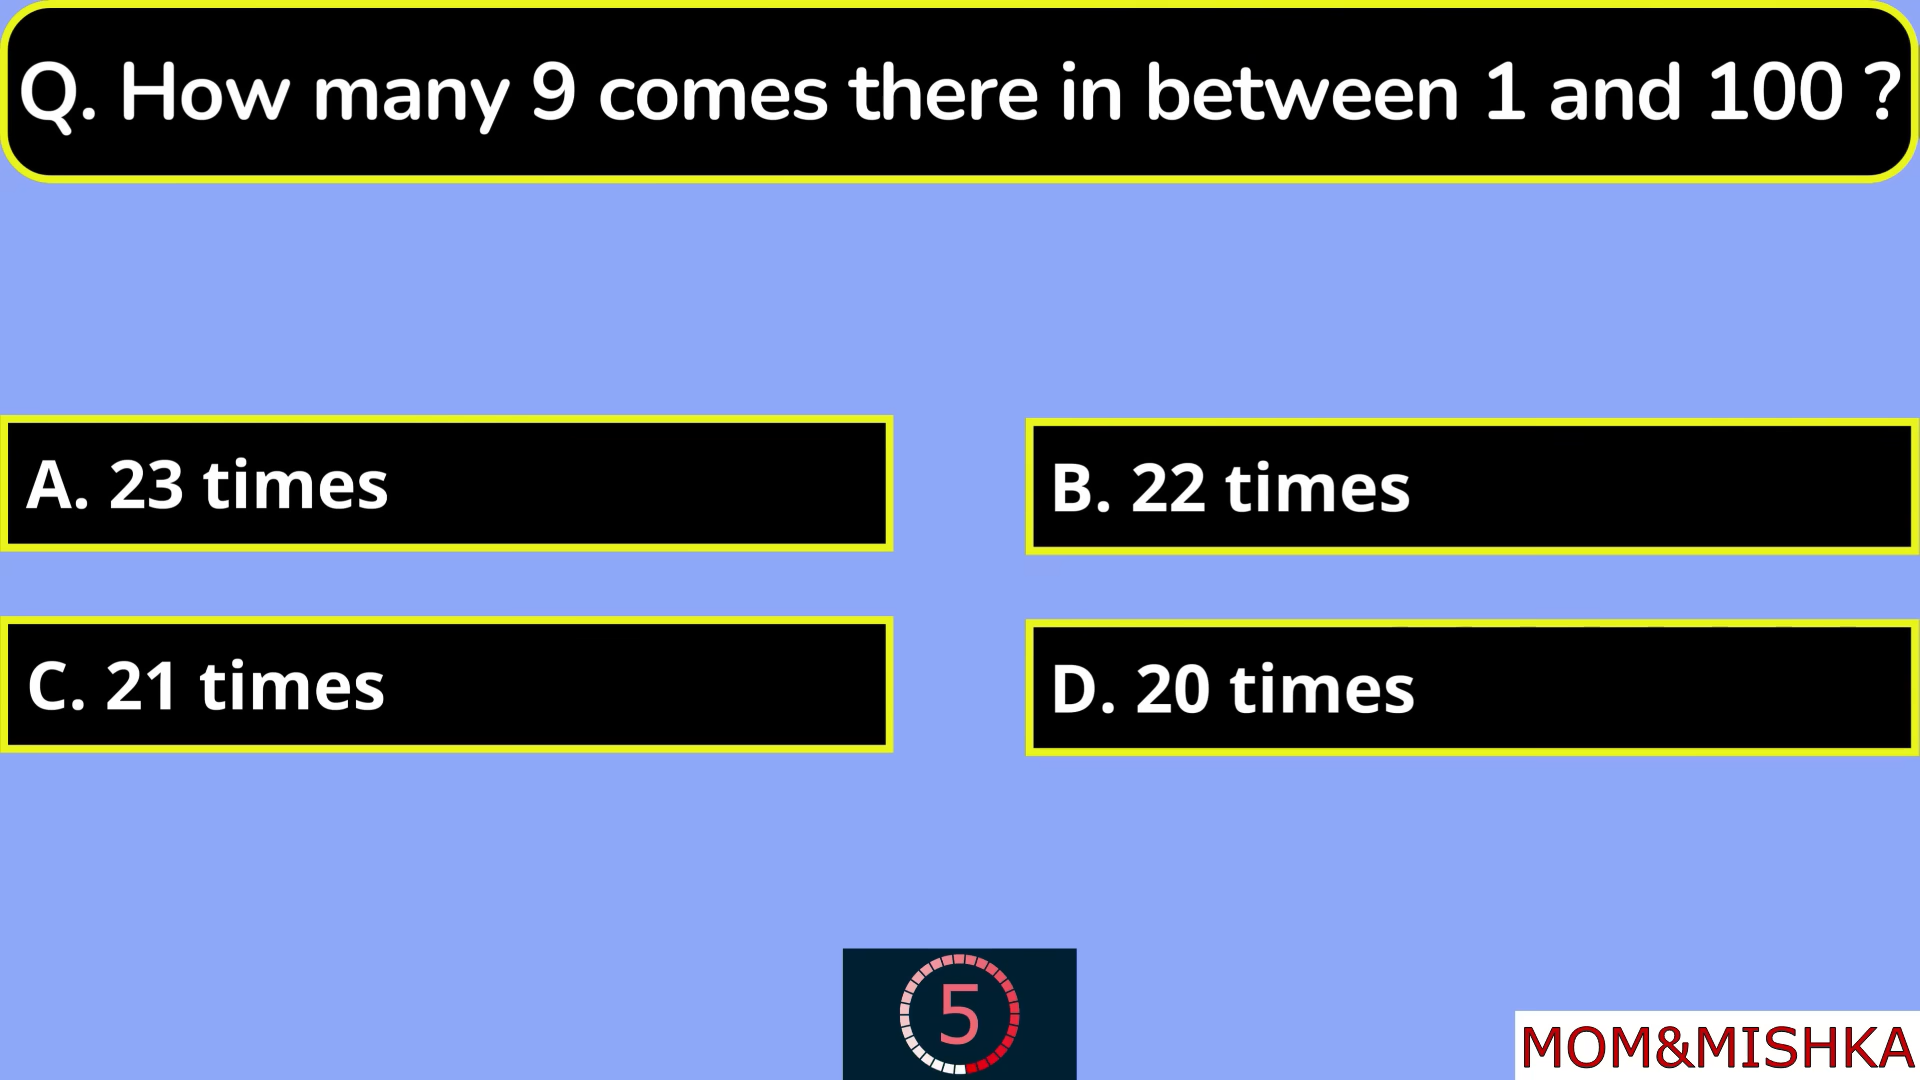 Q. How many 9 comes there in between 1 and 100 ?
A. 23 times
B. 22 times
C. 21 times
D. 20 times
5
MOM&MISHKA